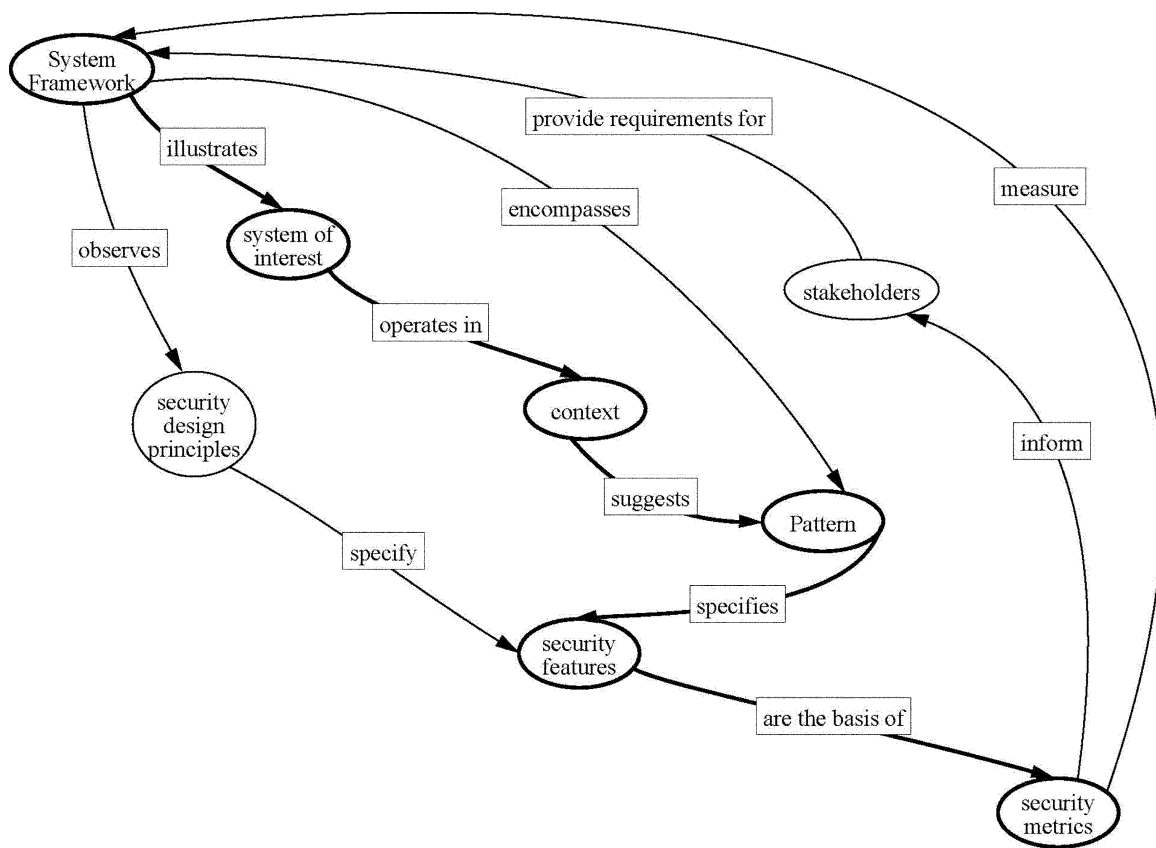 System
Framework
provide requirements for
illustrates
measure
encompasses
system of
interest
observes
stakeholders
operates in
security
design
principles
context
inform
suggests
Pattern
specify
specifies
security
features
are the basis of
security
metrics